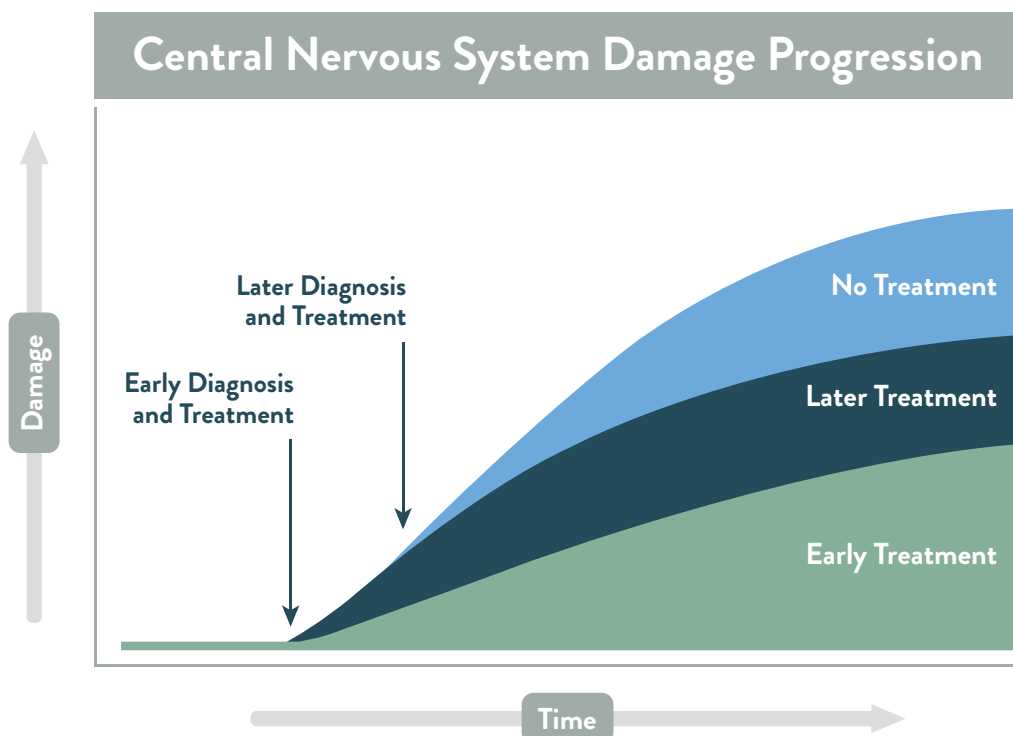 Central Nervous System Damage Progression
Damage
Later Diagnosis
and Treatment
Early Diagnosis
and Treatment
No Treatment
Later Treatment
Early Treatment
Time